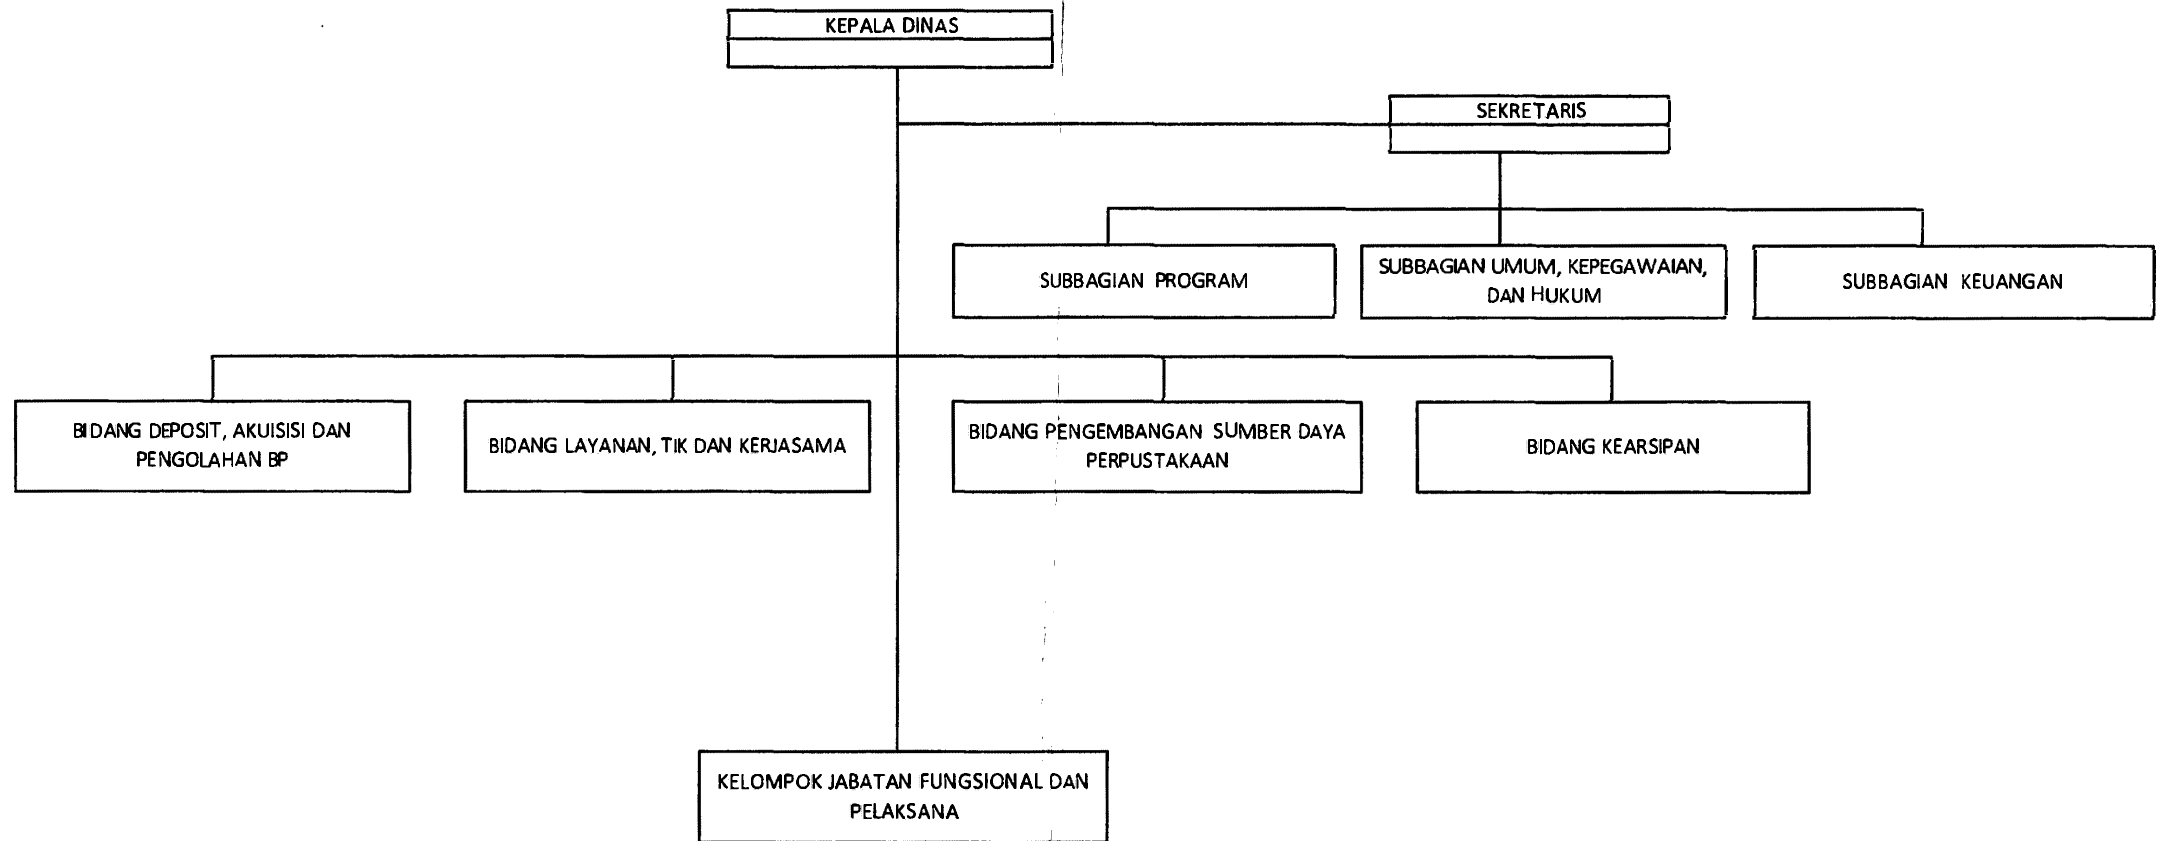 KEPALA DINAS
SEKRETARIS
SUBBAGIAN PROGRAM
SUBBAGIAN UMUM, KEPEGAWAIAN,
DAN HUKUM
SUBBAGIAN KEUANGAN
BIDANG DEPOSIT, AKUISISI DAN
PENGOLAHAN BP
BIDANG LAYANAN, TIK DAN KERJASAMA
BIDANG PENGEMBANGAN SUMBER DAYA
PERPUSTAKAAN
BIDANG KEARSIPAN
KELOMPOK JABATAN FUNGSIONAL DAN
PELAKSANA